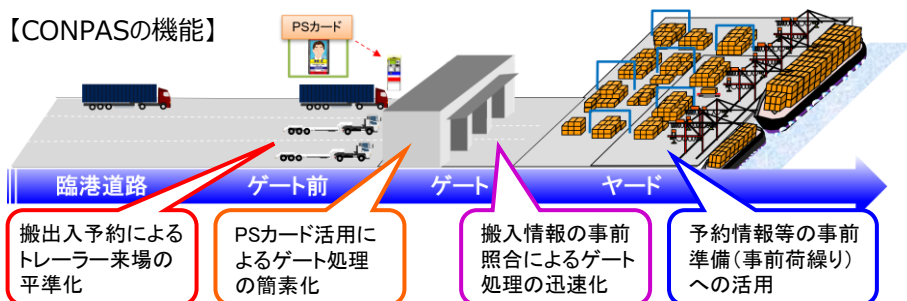 【CONPASの機能】
PSカード
臨港道路
ゲート前
ゲート
ヤード
搬出入予約による
トレーラー来場の
平準化
PSカード活用に
よるゲート処理
の簡素化
搬入情報の事前
照合によるゲート
処理の迅速化
予約情報等の事前
準備(事前荷繰り)
への活用